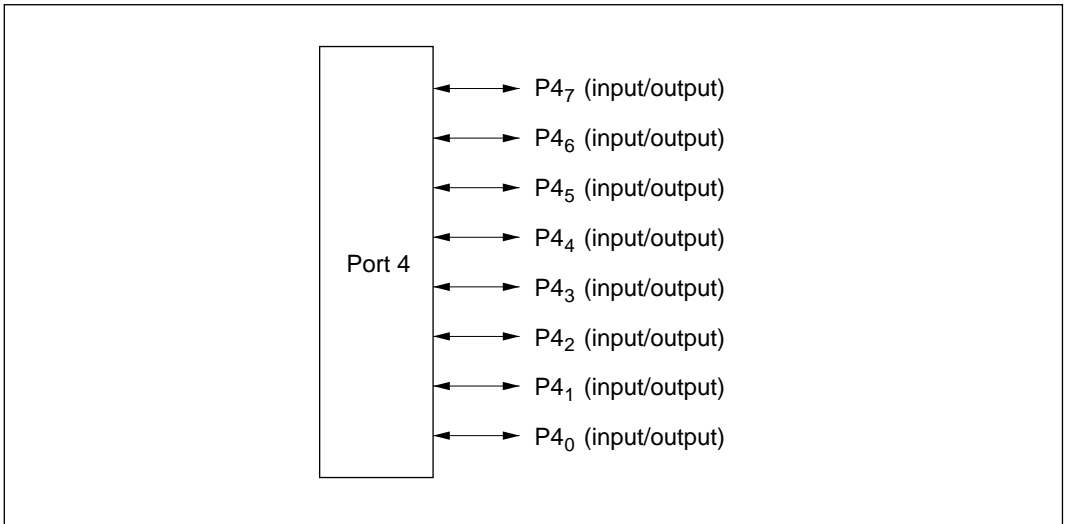 P4₇ (input/output)
P4₆ (input/output)
P4₅ (input/output)
P4₄ (input/output)
Port 4
P4₃ (input/output)
P4₂ (input/output)
P4₁ (input/output)
P4₀ (input/output)